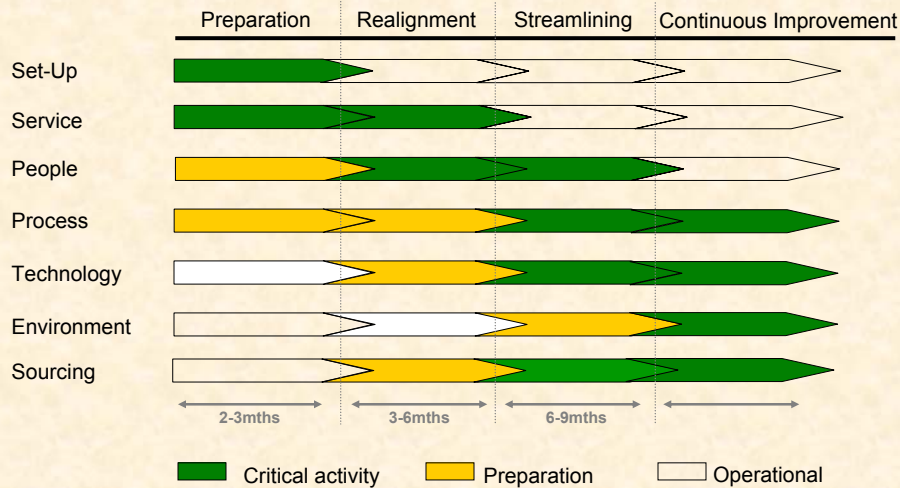 Preparation Realignment Streamlining Continuous Improvement
Set-Up
Service
People
Process
Technology
Environment
Sourcing
2-3mths 3-6mths 6-9mths
Critical activity Preparation Operational